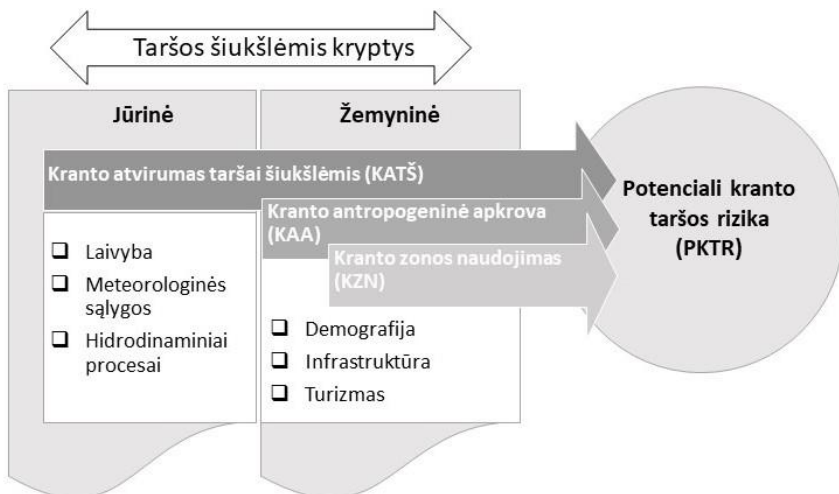 Taršos šiukšlėmis kryptys
Jūrinė
Žemyninė
Kranto atvirumas taršai šiukšlėmis (KATŠ)
Kranto antropogeninė apkrova
(KAA)
Kranto zonos naudojimas
(KZN)
Laivyba
Meteorologinės
sąlygos
Hidrodinaminiai
procesai
Demografija
Infrastruktūra
Turizmas
Potenciali kranto
taršos rizika
(PKTR)